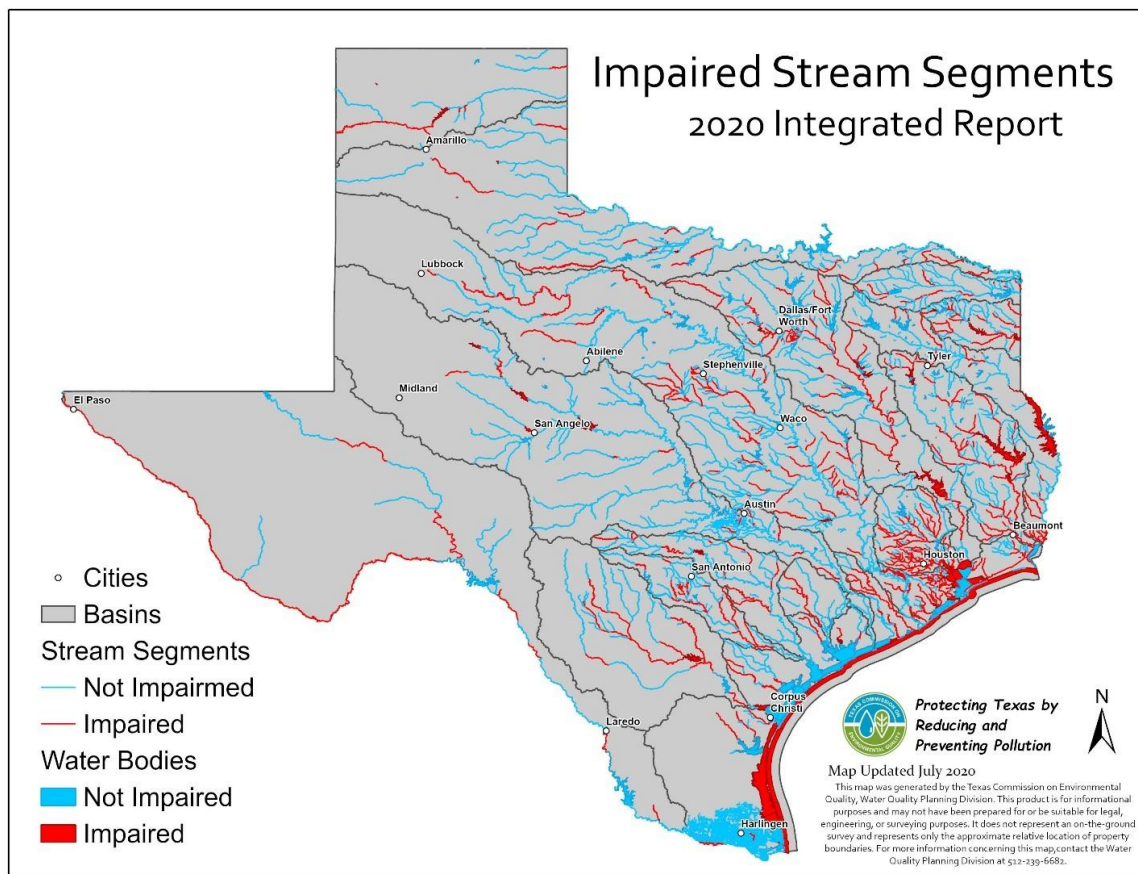 Impaired Stream Segments
2020 Integrated Report
Amarillo
Lubbock
Dallas/Fort
Worth
Abilene
Stephenville
Tyler
Midland
El Paso
San Angelo
Waco
Austin
Beaumont
Houston
San Antonio
Corpus
Christi
Laredo
Harlingen
Cities
Basins
Stream Segments
Not Impairmed
Impaired
Water Bodies
Not Impaired
Impaired
TEXAS COMMISSION ON
ENVIRONMENTAL QUALITY
Protecting Texas by
Reducing and
Preventing Pollution
N
Map Updated July 2020
This map was generated by the Texas Commission on Environmental
Quality, Water Quality Planning Division. This product is for informational
purposes and may not have been prepared for or be suitable for legal,
engineering, or surveying purposes. It does not represent an on-the-ground
survey and represents only the approximate relative location of property
boundaries. For more information concerning this map,contact the Water
Quality Planning Division at 512-239-6682.